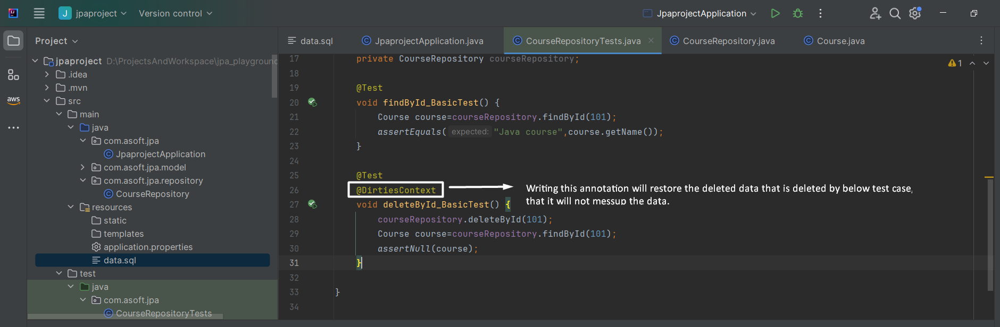 J jpaproject Version control JpaprojectApplication
Project data.sql JpaprojectApplication.java CourseRepositoryTests.java CourseRepository.java Course.java
jpaproject D:\ProjectsAndWorkspace\jpa_playground
.idea
.mvn
src
main
java
com.asoft.jpa
JpaprojectApplication
com.asoft.jpa.model
com.asoft.jpa.repository
CourseRepository
resources
static
templates
application.properties
data.sql
test
java
com.asoft.jpa
CourseRepositoryTests
aws
1
17 private CourseRepository courseRepository;
18
19 @Test
20 void findById_BasicTest() {
21 Course course=courseRepository.findById(101);
22 assertEquals( expected: "Java course",course.getName());
23 }
24
25 @Test
26 @DirtiesContext
27 void deleteById_BasicTest() {
28 courseRepository.deleteById(101);
29 Course course=courseRepository.findById(101);
30 assertNull(course);
31 }
32
33 }
34
Writing this annotation will restore the deleted data that is deleted by below test case,
that it will not messup the data.